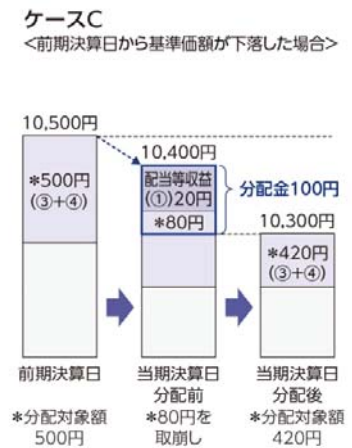 ケースC
<前期決算日から基準価額が下落した場合>
10,500円
10,400円
*500円
(③+④)
配当等収益
(①)20円
*80円
分配金100円
10,300円
*420円
(③+④)
前期決算日
当期決算日
分配前
当期決算日
分配後
*分配対象額
500円
*80円を
取崩し
*分配対象額
420円